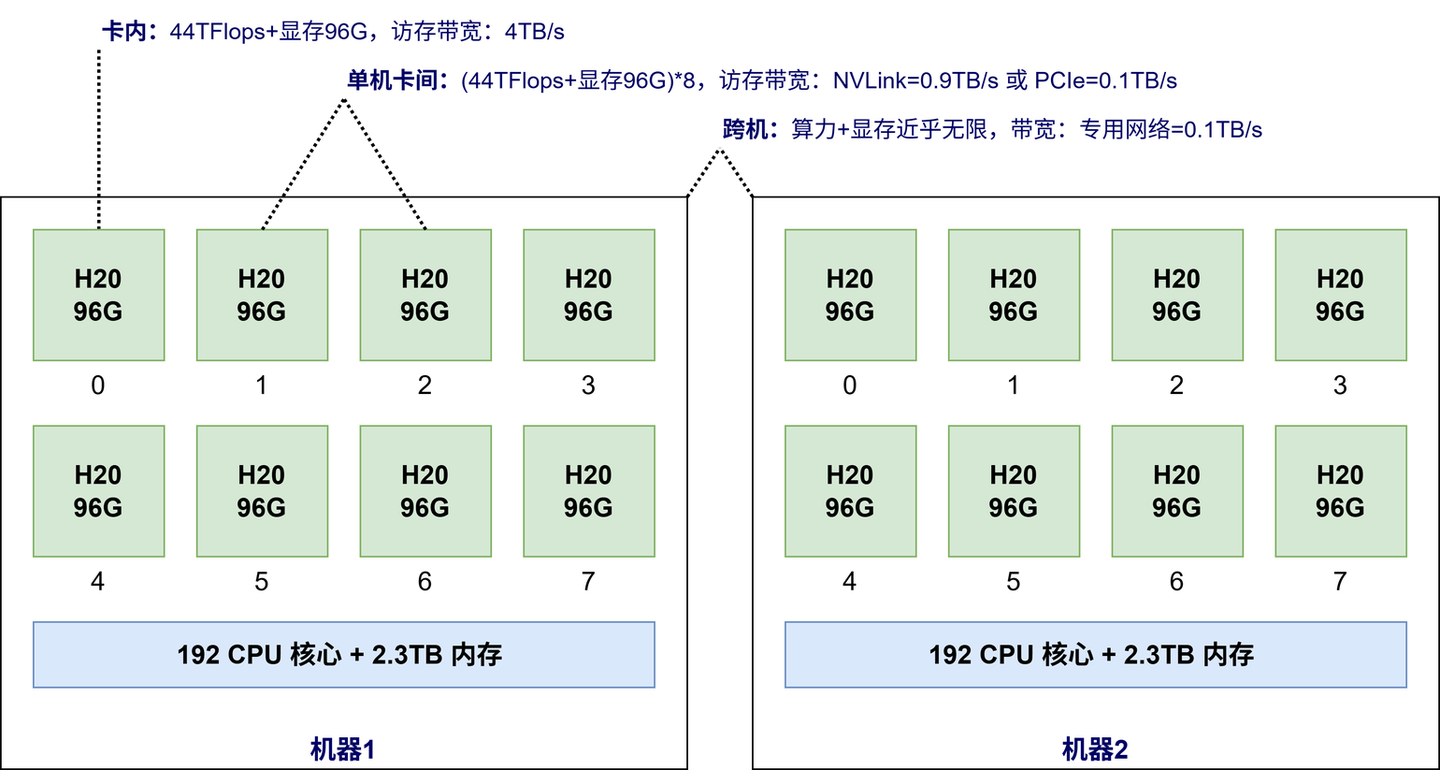 卡内：44TFlops+显存96G，访存带宽：4TB/s
单机卡间：(44TFlops+显存96G)*8，访存带宽：NVLink=0.9TB/s 或 PCIe=0.1TB/s
跨机：算力+显存近乎无限，带宽：专用网络=0.1TB/s
H20
96G
0
H20
96G
1
H20
96G
2
H20
96G
3
H20
96G
4
H20
96G
5
H20
96G
6
H20
96G
7
192 CPU 核心 + 2.3TB 内存
机器1
H20
96G
0
H20
96G
1
H20
96G
2
H20
96G
3
H20
96G
4
H20
96G
5
H20
96G
6
H20
96G
7
192 CPU 核心 + 2.3TB 内存
机器2